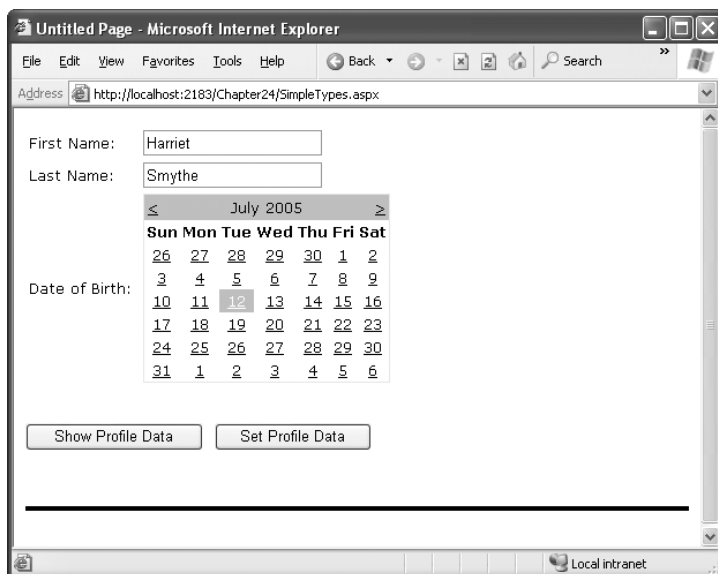 Untitled Page - Microsoft Internet Explorer
File Edit View Favorites Tools Help Back Search »
Address http://localhost:2183/Chapter24/SimpleTypes.aspx
First Name: Harriet
Last Name: Smythe
< July 2005 >
Sun Mon Tue Wed Thu Fri Sat
26 27 28 29 30 1 2
3 4 5 6 7 8 9
Date of Birth:
10 11 12 13 14 15 16
17 18 19 20 21 22 23
24 25 26 27 28 29 30
31 1 2 3 4 5 6
Show Profile Data Set Profile Data
Local intranet